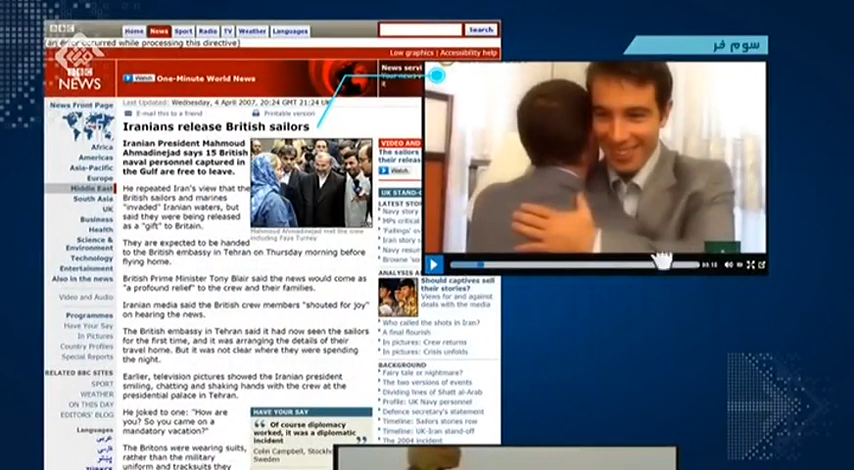 BBC
Home
News
Sport
Radio
TV
Weather
Languages
Search
[an error occurred while processing this directive]
Low graphics | Accessibility help
BBC
NEWS
Watch One-Minute World News
News servi
Your news
it
Last Updated: Wednesday, 4 April 2007, 20:24 GMT 21:24 UK
E-mail this to a friend
Printable version
Iranians release British sailors
Iranian President Mahmoud
Ahmadinejad says 15 British
naval personnel captured in
the Gulf are free to leave.
He repeated Iran's view that the
British sailors and marines
"invaded" Iranian waters, but
said they were being released
as a "gift" to Britain.
Mahmoud Ahmadinejad met the crew
including Faye Turney
They are expected to be handed
to the British embassy in Tehran on Thursday morning before
flying home.
British Prime Minister Tony Blair said the news would come as
"a profound relief" to the crew and their families.
Iranian media said the British crew members "shouted for joy"
on hearing the news.
The British embassy in Tehran said it had now seen the sailors
for the first time, and it was arranging the details of their
travel home. But it was not clear where they were spending
the night.
Earlier, television pictures showed the Iranian president
smiling, chatting and shaking hands with the crew at the
presidential palace in Tehran.
He joked to one: "How are
you? So you came on a
mandatory vacation?"
The Britons were wearing suits,
rather than the military
uniform and tracksuits they
HAVE YOUR SAY
Of course diplomacy
worked, it was a diplomatic
incident
Colin Campbell, Stockho
Sweden
News Front Page
Africa
Americas
Asia-Pacific
Europe
Middle East
South Asia
UK
Business
Health
Science &
Environment
Technology
Entertainment
Also in the news
Video and Audio
Programmes
Have Your Say
In Pictures
Country Profiles
Special Reports
RELATED BBC SITES
SPORT
WEATHER
ON THIS DAY
EDITORS' BLOG
Languages
عربي
فارسی
پښتو
TÜRKÇE
VIDEO AND
The sailors
their releas
Watch
UK STAND-
LATEST STO
Navy story
MPs critical
'Failings' ov
Iran story s
Navy resum
Browne 'so
ANALYSIS A
Should captives sell
their stories?
Views for and against
deals with the media
Who called the shots in Iran?
A final flourish
In pictures: Crew returns
In pictures: Crisis unfolds
BACKGROUND
Fairy tale or nightmare?
The two versions of events
Dividing lines of Shatt al-Arab
Profile: UK Navy personnel
Defence secretary's statement
Timeline: Sailors stories row
Timeline: UK-Iran stand-off
The 2004 incident
سوم فر